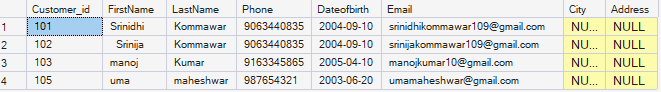 Customer_id FirstName LastName Phone Dateofbirth Email City Address
1 101 Srinidhi Kommawar 9063440835 2004-09-10 srinidhikommawar109@gmail.com NU... NULL
2 102 Srinija Kommawar 9063440835 2004-09-10 srinijakommawar109@gmail.com NU... NULL
3 103 manoj Kumar 9163345865 2005-04-10 manojkumar10@gmail.com NU... NULL
4 105 uma maheshwar 987654321 2003-06-20 umamaheshwar@gmail.com NU... NULL